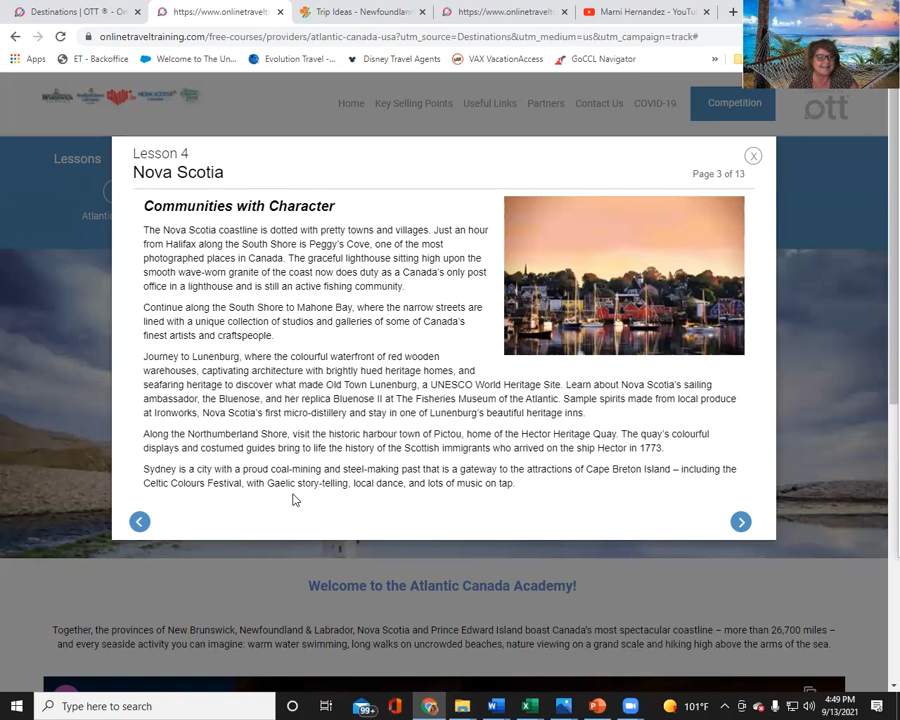 Destinations | OTT ® - On
https://www.onlinetravelt
Trip Ideas - Newfoundland
https://www.onlinetravelt
Marni Hernandez - YouTu
onlinetraveltraining.com/free-courses/providers/atlantic-canada-usa?utm_source=Destinations&utm_medium=us&utm_campaign=track#
Apps
ET - Backoffice
Welcome to The Un...
Evolution Travel -...
Disney Travel Agents
VAX VacationAccess
GoCCL Navigator
»
Home Key Selling Points Useful Links Partners Contact Us COVID-19 Competition
ott
Lessons
Atlanti
Lesson 4
Nova Scotia
X
Page 3 of 13
Communities with Character
The Nova Scotia coastline is dotted with pretty towns and villages. Just an hour
from Halifax along the South Shore is Peggy's Cove, one of the most
photographed places in Canada. The graceful lighthouse sitting high upon the
smooth wave-worn granite of the coast now does duty as a Canada's only post
office in a lighthouse and is still an active fishing community.
Continue along the South Shore to Mahone Bay, where the narrow streets are
lined with a unique collection of studios and galleries of some of Canada's
finest artists and craftspeople.
Journey to Lunenburg, where the colourful waterfront of red wooden
warehouses, captivating architecture with brightly hued heritage homes, and
seafaring heritage to discover what made Old Town Lunenburg, a UNESCO World Heritage Site. Learn about Nova Scotia's sailing
ambassador, the Bluenose, and her replica Bluenose II at The Fisheries Museum of the Atlantic. Sample spirits made from local produce
at Ironworks, Nova Scotia's first micro-distillery and stay in one of Lunenburg's beautiful heritage inns.
Along the Northumberland Shore, visit the historic harbour town of Pictou, home of the Hector Heritage Quay. The quay's colourful
displays and costumed guides bring to life the history of the Scottish immigrants who arrived on the ship Hector in 1773.
Sydney is a city with a proud coal-mining and steel-making past that is a gateway to the attractions of Cape Breton Island – including the
Celtic Colours Festival, with Gaelic story-telling, local dance, and lots of music on tap.
Welcome to the Atlantic Canada Academy!
Together, the provinces of New Brunswick, Newfoundland & Labrador, Nova Scotia and Prince Edward Island boast Canada's most spectacular coastline – more than 26,700 miles –
and every seaside activity you can imagine: warm water swimming, long walks on uncrowded beaches, nature viewing on a grand scale and hiking high above the arms of the sea.
Type here to search
99+
101°F
4:49 PM
9/13/2021